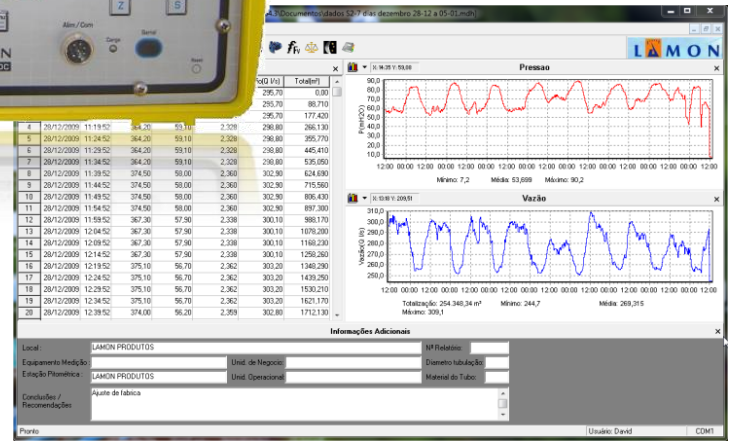 Z
S
Alim / Com
Carga
Serial
Reset
4.3\Documentos\dados S2-7 dias dezembro 28-12 a 05-01.mdh]
LAMON
X: 14:35 Y: 59,00
Pressao
Total(m³)
295,70 0,00
295,70 88,710
295,70 177,420
4 28/12/2009 11:19:52 364,20 59,10 2,328 298,80 266,130
5 28/12/2009 11:24:52 364,20 59,10 2,328 298,80 355,770
6 28/12/2009 11:29:52 364,20 59,10 2,328 298,80 445,410
7 28/12/2009 11:34:52 364,20 59,10 2,328 298,80 535,050
8 28/12/2009 11:39:52 374,50 58,00 2,360 302,90 624,690
9 28/12/2009 11:44:52 374,50 58,00 2,360 302,90 715,560
10 28/12/2009 11:49:52 374,50 58,00 2,360 302,90 806,430
11 28/12/2009 11:54:52 374,50 58,00 2,360 302,90 897,300
12 28/12/2009 11:59:52 367,30 57,90 2,338 300,10 988,170
13 28/12/2009 12:04:52 367,30 57,90 2,338 300,10 1078,200
14 28/12/2009 12:09:52 367,30 57,90 2,338 300,10 1168,230
15 28/12/2009 12:14:52 367,30 57,90 2,338 300,10 1258,260
16 28/12/2009 12:19:52 375,10 56,70 2,362 303,20 1348,290
17 28/12/2009 12:24:52 375,10 56,70 2,362 303,20 1439,250
18 28/12/2009 12:29:52 375,10 56,70 2,362 303,20 1530,210
19 28/12/2009 12:34:52 375,10 56,70 2,362 303,20 1621,170
20 28/12/2009 12:39:52 374,00 56,20 2,359 302,80 1712,130
P(mH2O)
90,0
80,0
70,0
60,0
50,0
40,0
30,0
20,0
10,0
12:00 00:00 12:00 00:00 12:00 00:00 12:00 00:00 12:00 00:00 12:00 00:00 12:00 00:00 12:00
Mínimo: 7,2 Média: 53,698 Máximo: 90,2
Vazão
Vazão(Q l/s)
310,0
300,0
290,0
280,0
270,0
260,0
250,0
12:00 00:00 12:00 00:00 12:00 00:00 12:00 00:00 12:00 00:00 12:00 00:00 12:00 00:00 12:00
Totalização: 254.348,34 m³ Mínimo: 244,7 Média: 269,315
Máximo: 309,1
Informações Adicionais
Local : LAMON PRODUTOS Nº Relatório:
Equipamento Medição Unid. de Negocio: Diametro tubulação:
Estação Pitométrica : LAMON PRODUTOS Unid. Operacional Material do Tubo:
Conclusões / Recomendações
Ajuste de fabrica
Pronto Usuário: David COM1